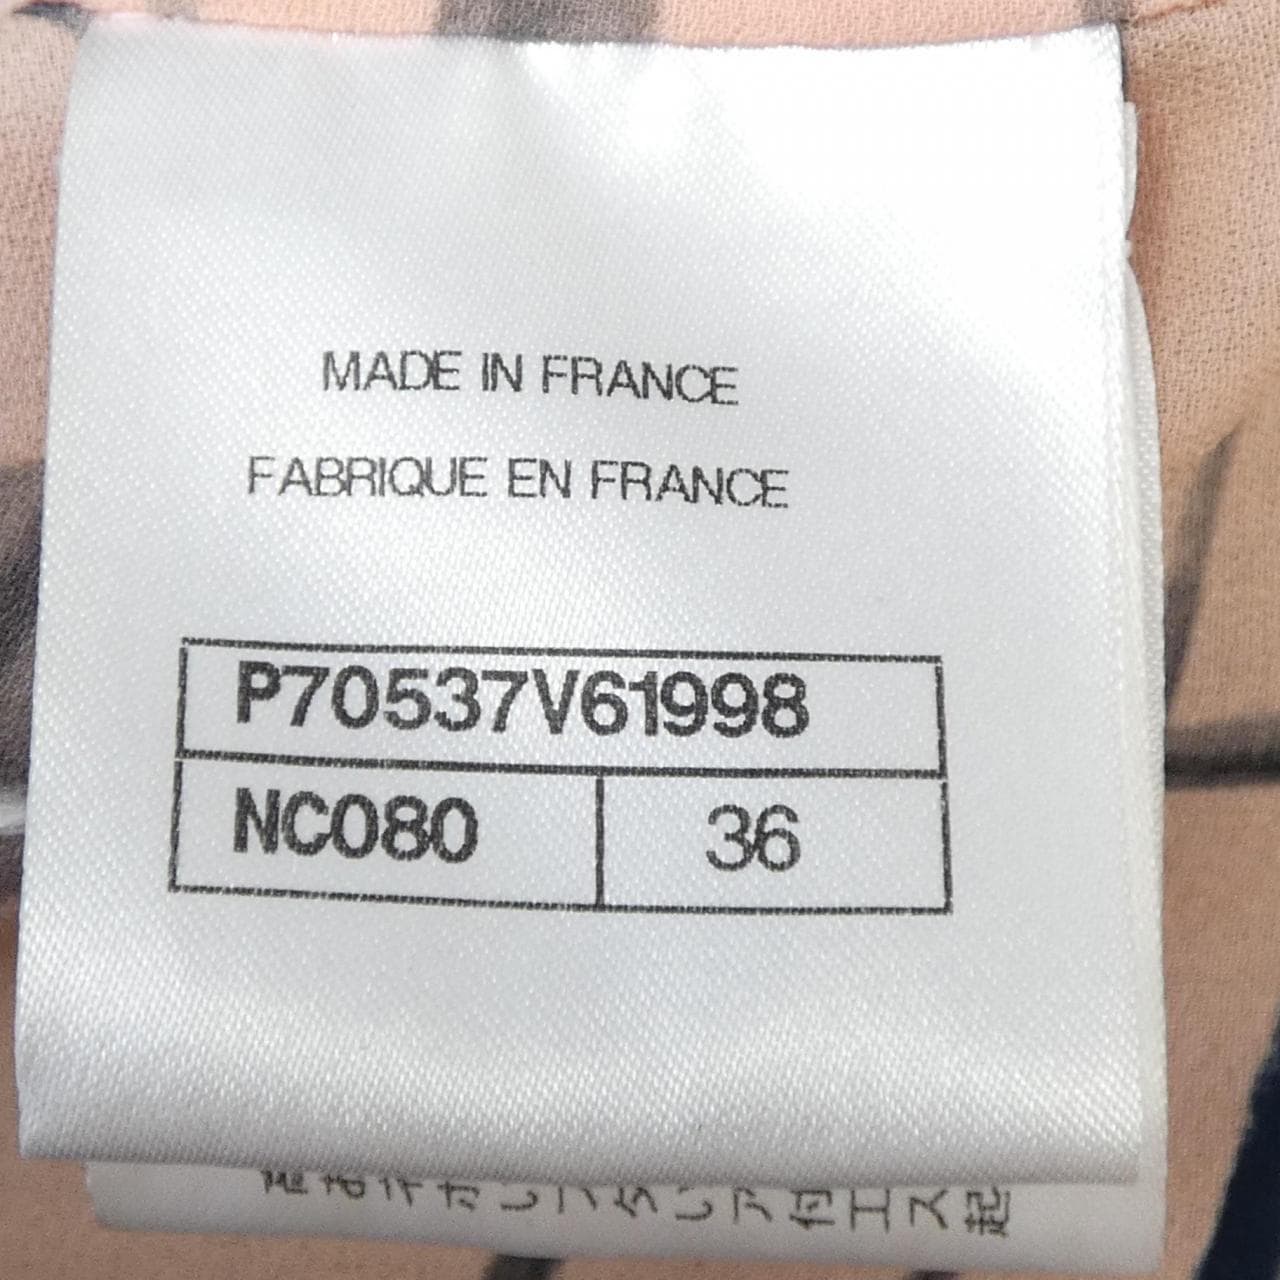 MADE IN FRANCE
FABRIQUE EN FRANCE
P70537V61998
NC080 36